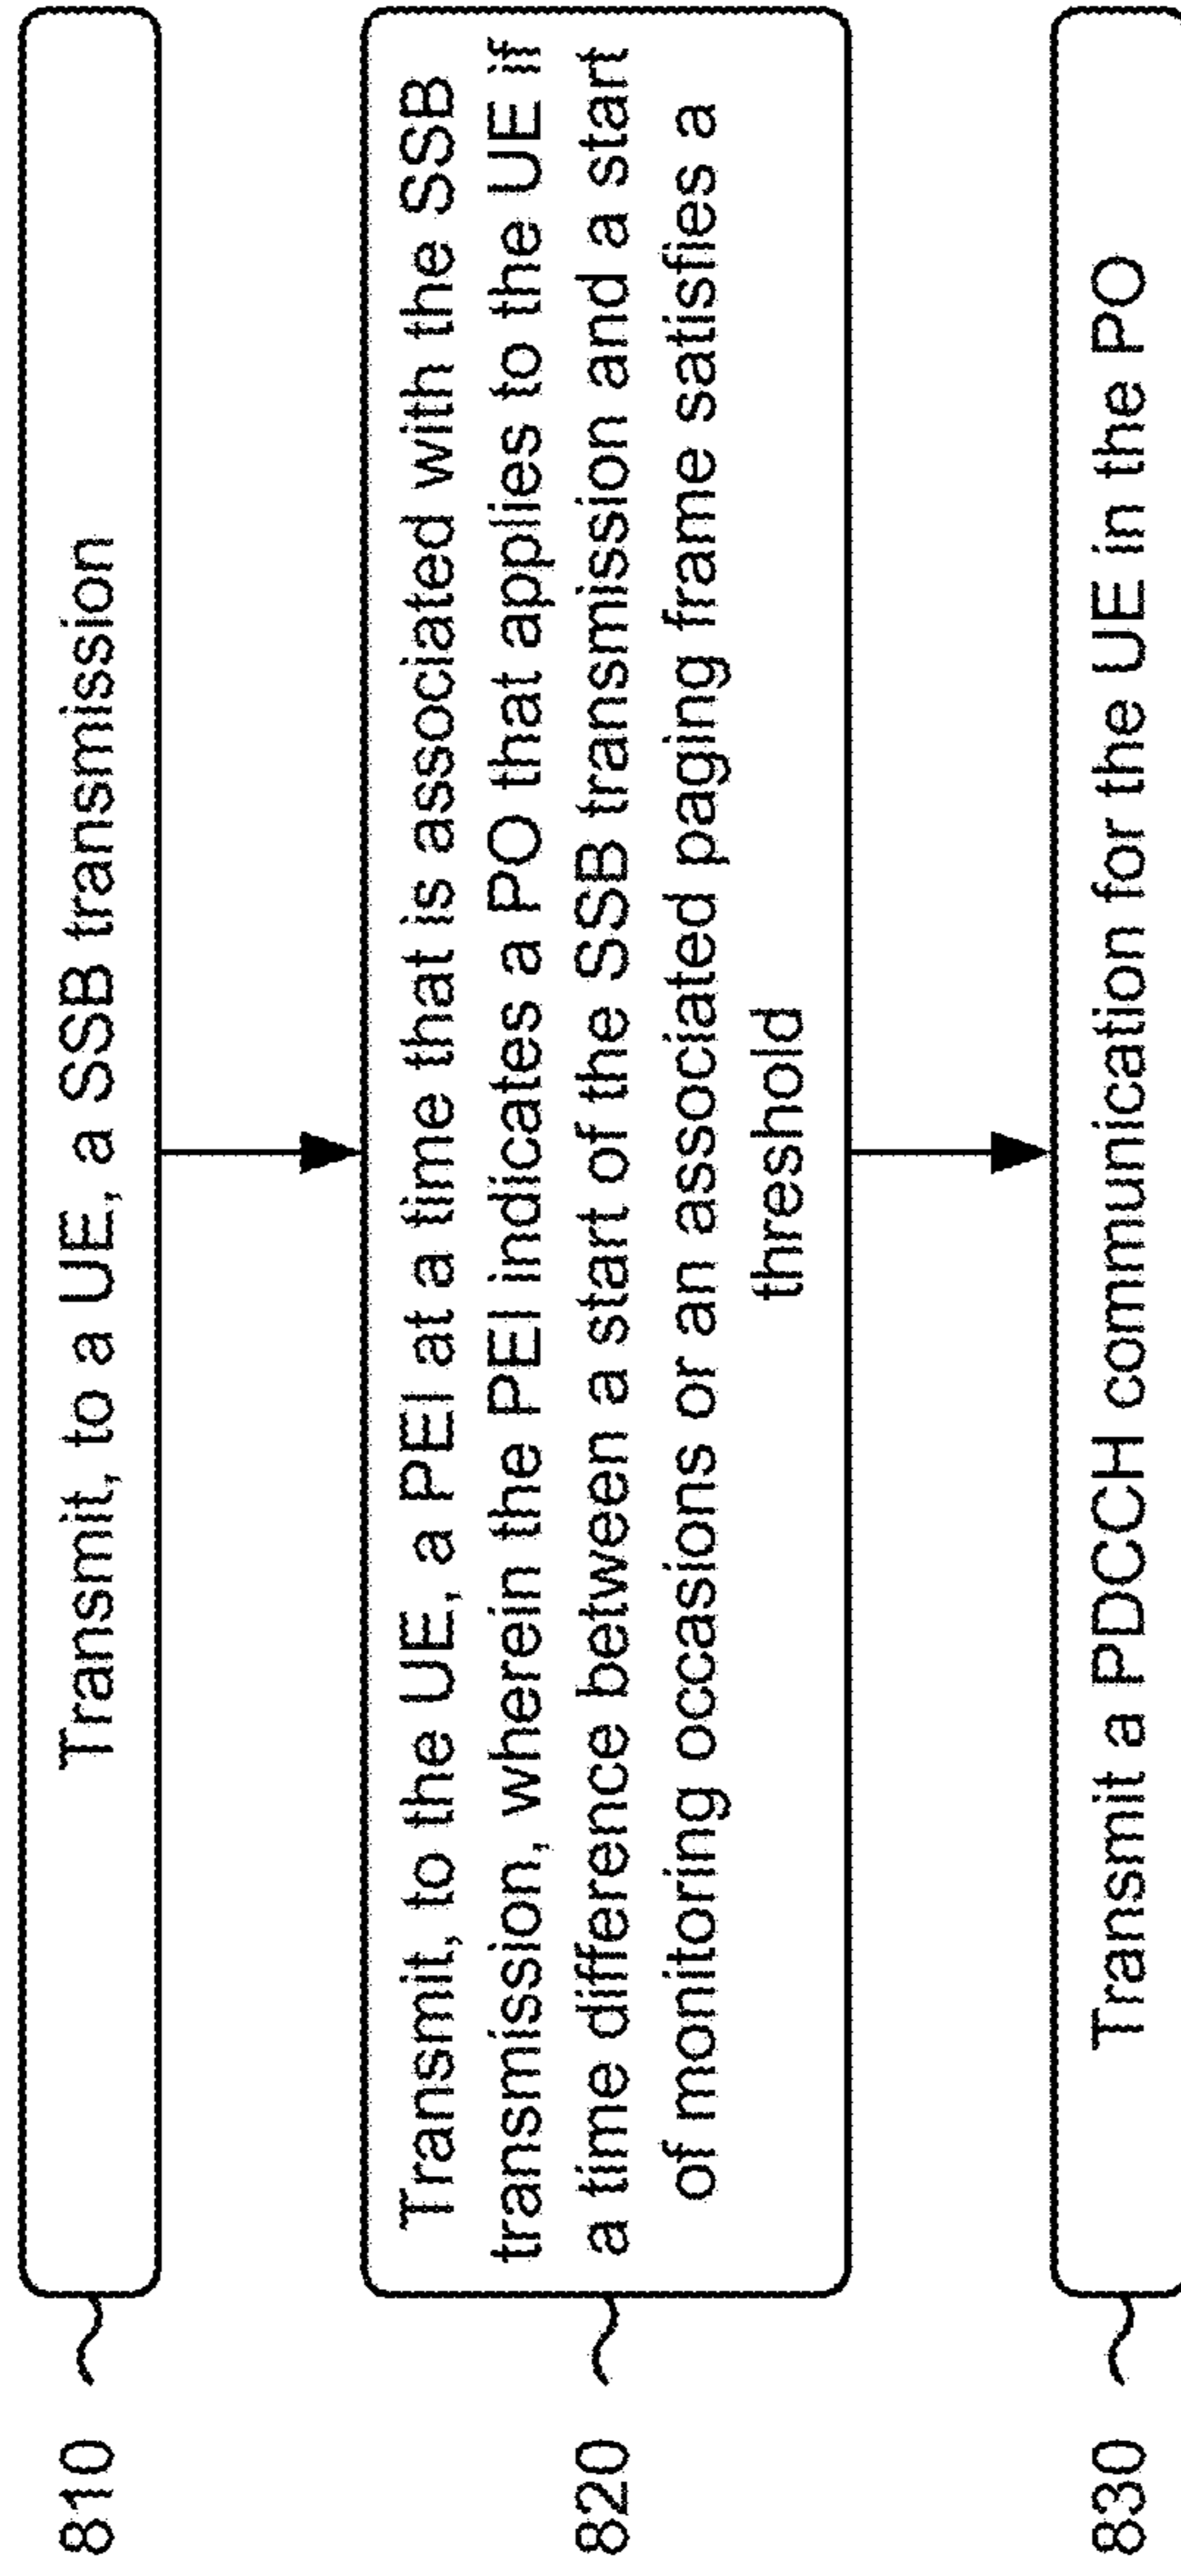 810
Transmit, to a UE, a SSB transmission
820
Transmit, to the UE, a PEI at a time that is associated with the SSB
transmission, wherein the PEI indicates a PO that applies to the UE if
a time difference between a start of the SSB transmission and a start
of monitoring occasions or an associated paging frame satisfies a
threshold
830
Transmit a PDCCH communication for the UE in the PO